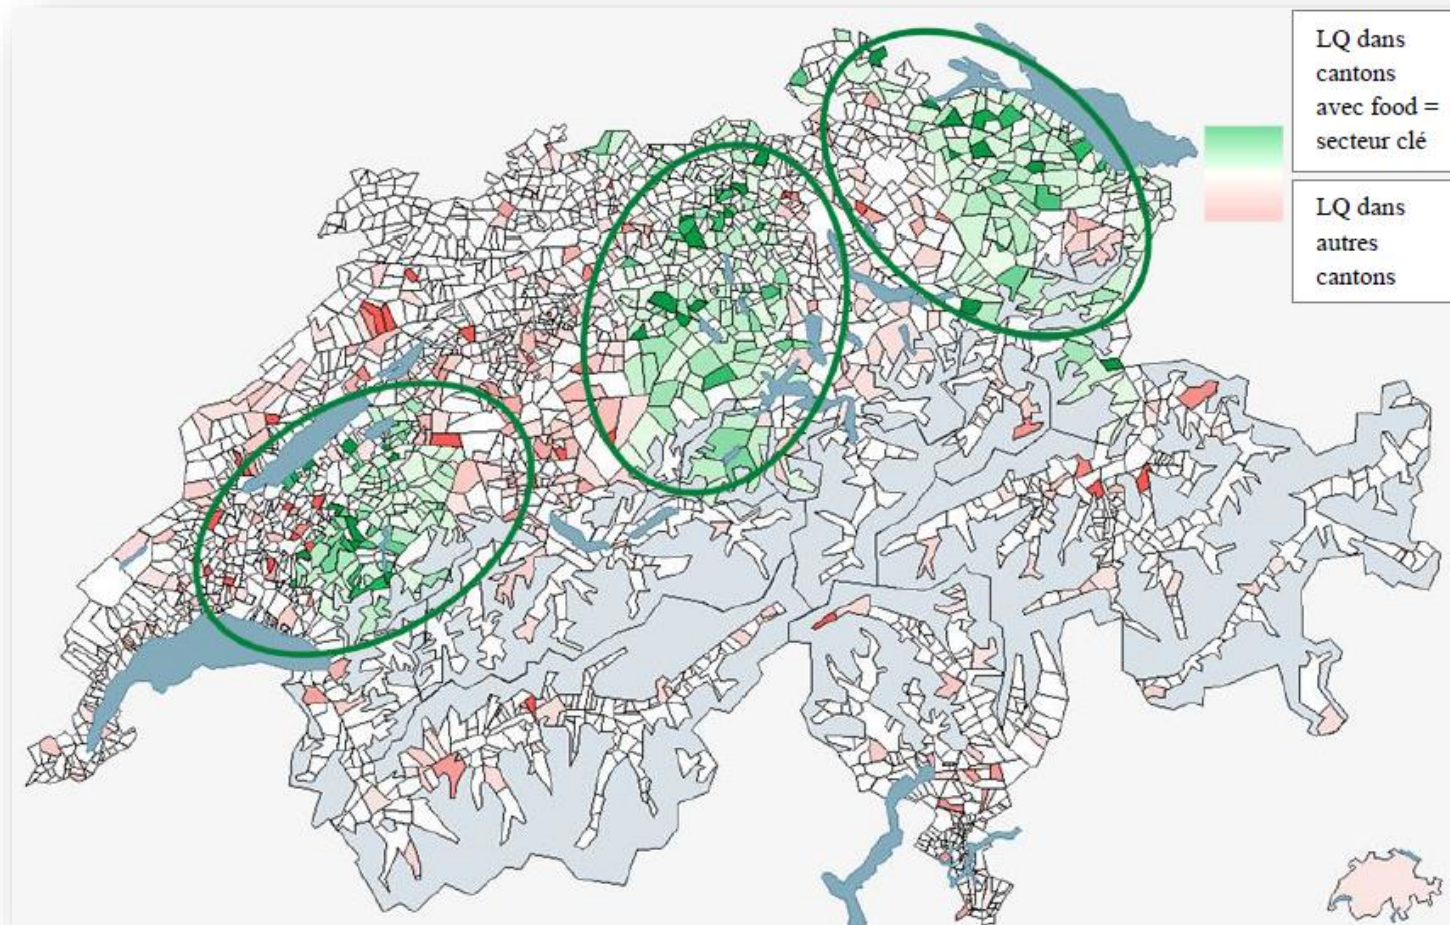 LQ dans
cantons
avec food =
secteur clé
LQ dans
autres
cantons